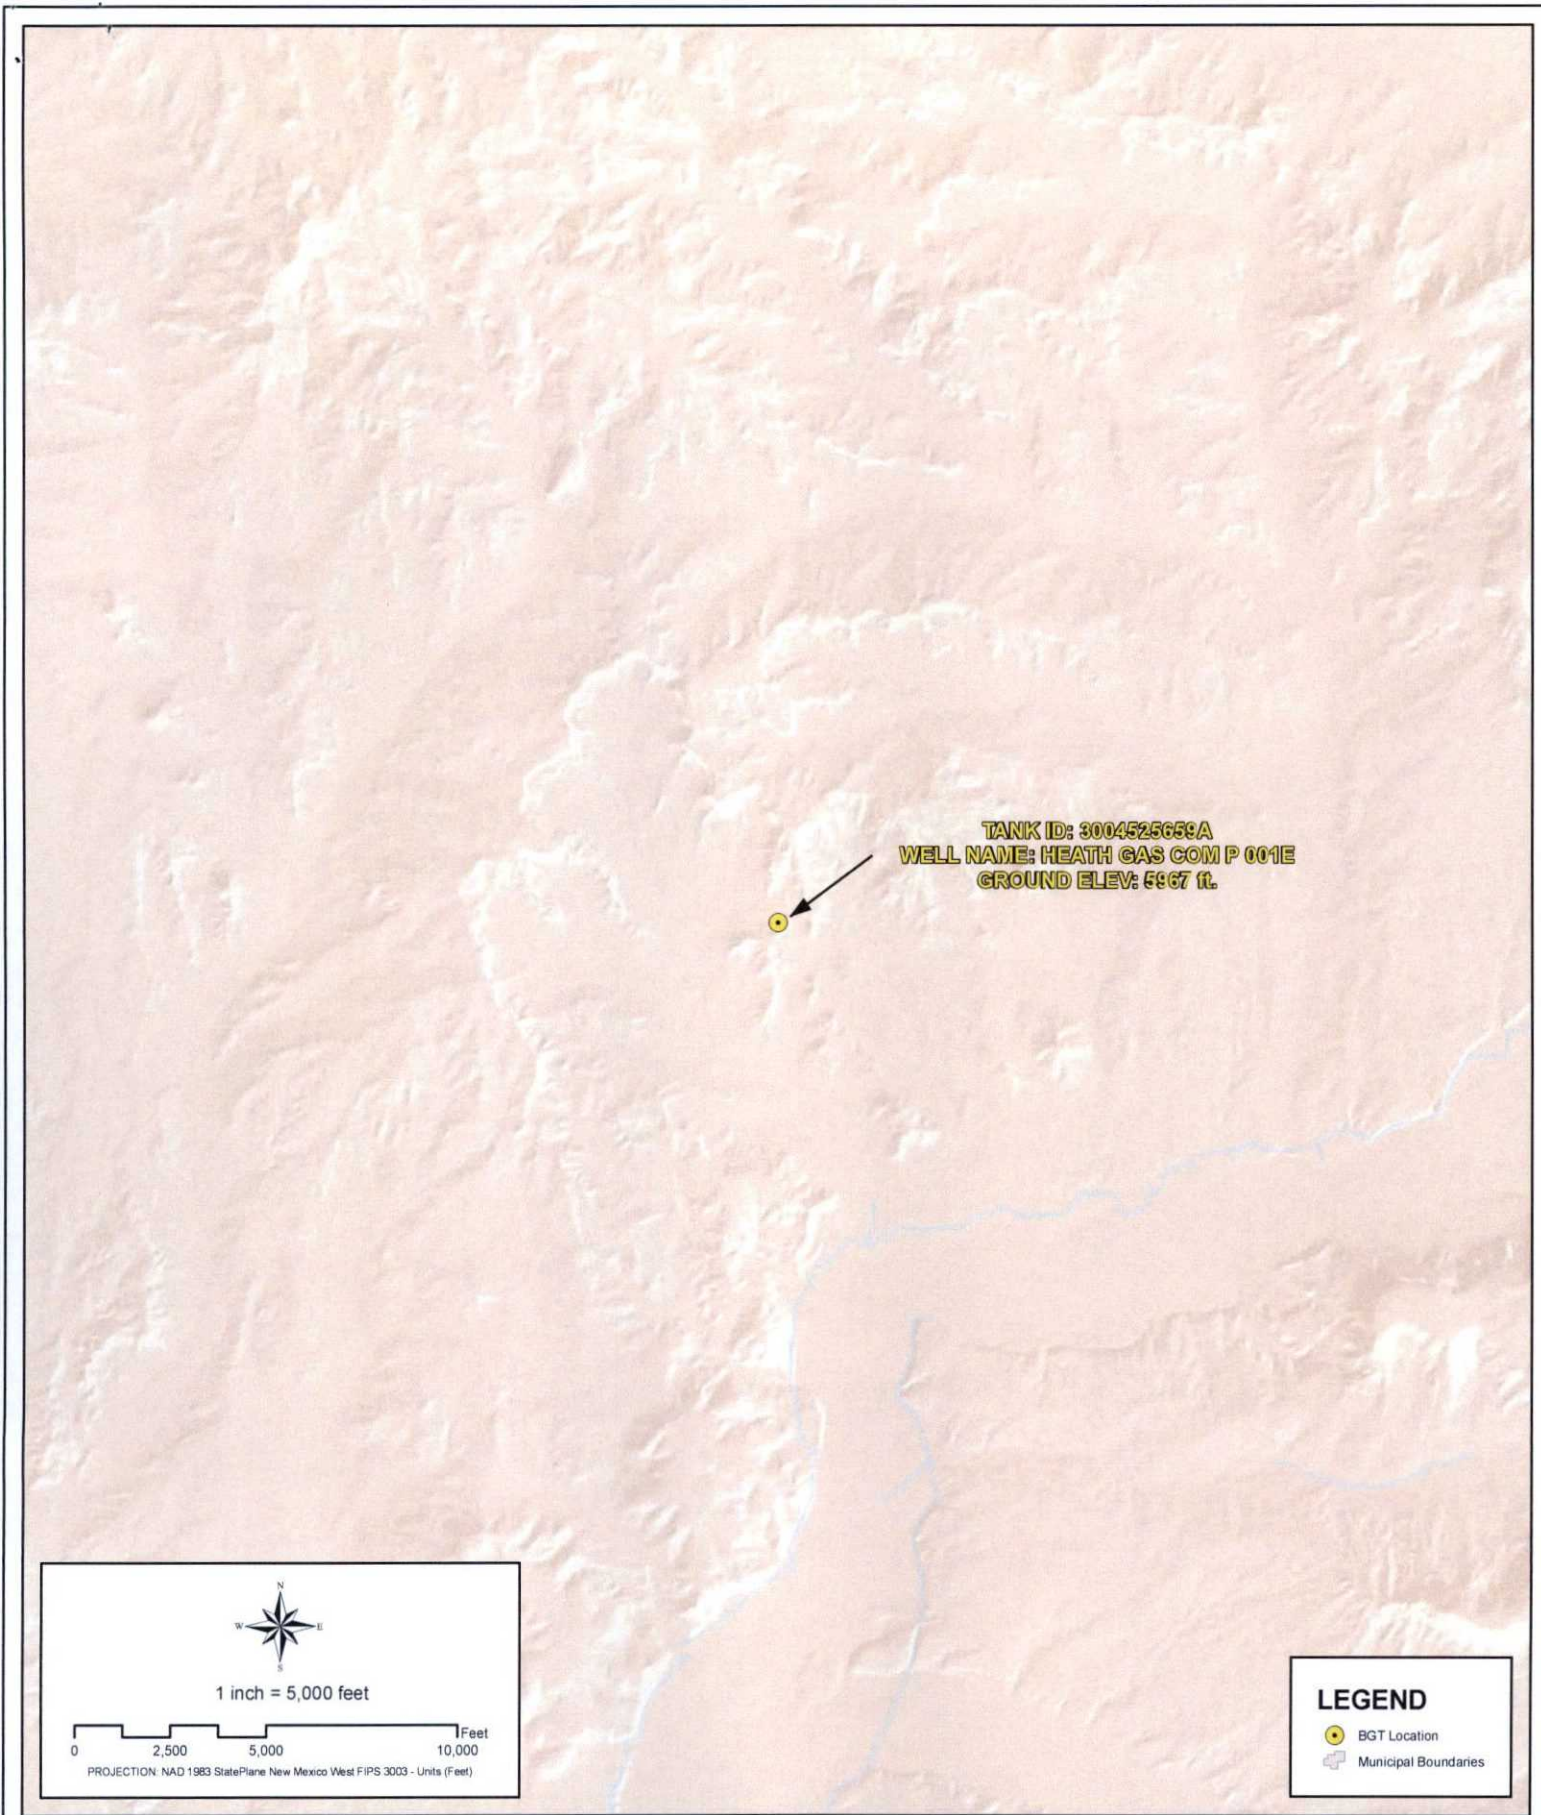 TANK ID: 3004525659A
WELL NAME: HEATH GAS COM P 001E
GROUND ELEV: 5967 ft.
N
W E
S
1 inch = 5,000 feet
Feet
0 2,500 5,000 10,000
PROJECTION: NAD 1983 StatePlane New Mexico West FIPS 3003 - Units (Feet)
LEGEND
BGT Location
Municipal Boundaries